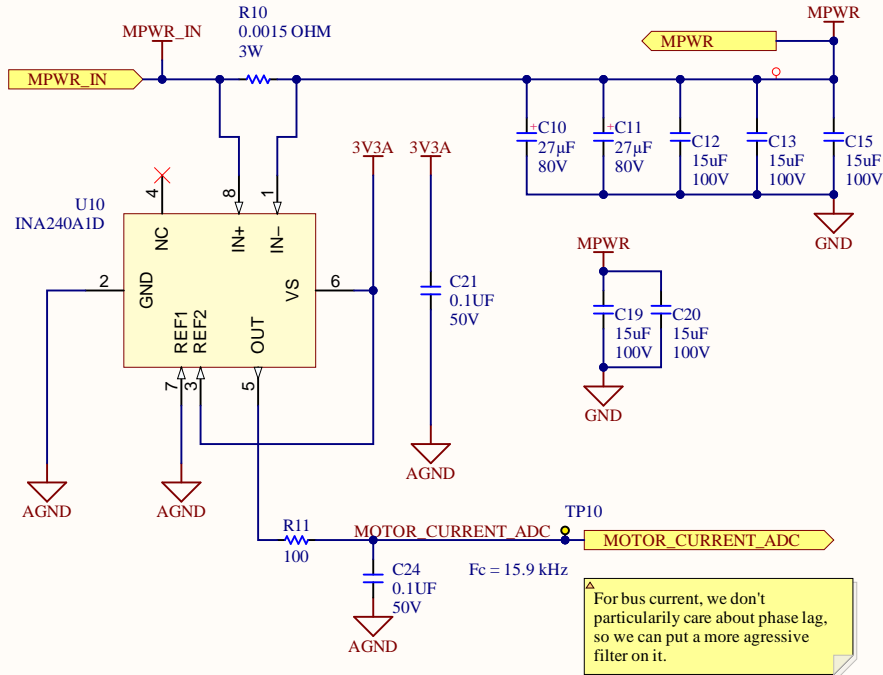 R10
0.0015 OHM
3W
MPWR_IN
MPWR_IN
MPWR
MPWR
C10
27µF
80V
C11
27µF
80V
C12
15uF
100V
C13
15uF
100V
C15
15uF
100V
GND
3V3A
3V3A
U10
INA240A1D
4
NC
8
IN+
1
IN−
2
GND
VS
6
REF1
REF2
OUT
7
3
5
C21
0.1UF
50V
AGND
AGND
AGND
MPWR
C19
15uF
100V
C20
15uF
100V
GND
R11
100
MOTOR_CURRENT_ADC
TP10
MOTOR_CURRENT_ADC
C24
0.1UF
50V
AGND
Fc = 15.9 kHz
For bus current, we don't
particularily care about phase lag,
so we can put a more agressive
filter on it.